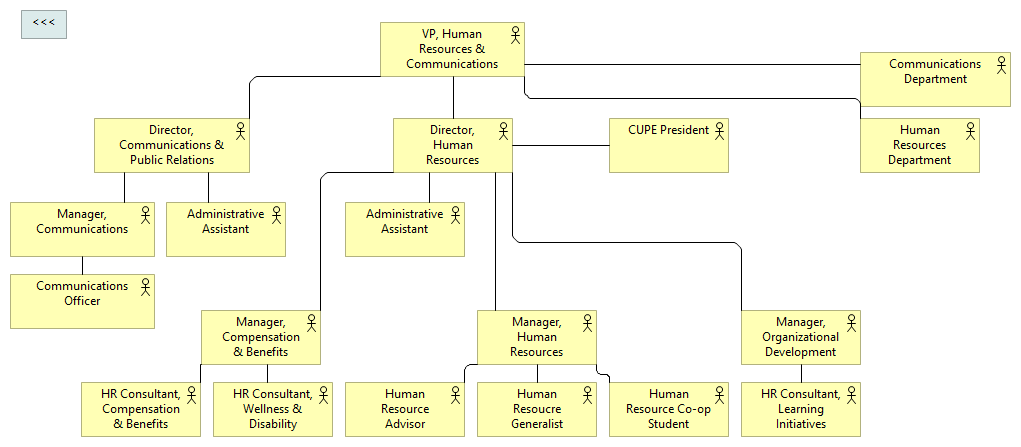 <<<
VP, Human
Resources &
Communications
Communications
Department
Director,
Communications &
Public Relations
Director,
Human
Resources
CUPE President
Human
Resources
Department
Manager,
Communications
Administrative
Assistant
Administrative
Assistant
Communications
Officer
Manager,
Compensation
& Benefits
Manager,
Human
Resources
Manager,
Organizational
Development
HR Consultant,
Compensation
& Benefits
HR Consultant,
Wellness &
Disability
Human
Resource
Advisor
Human
Resoucre
Generalist
Human
Resource Co-op
Student
HR Consultant,
Learning
Initiatives